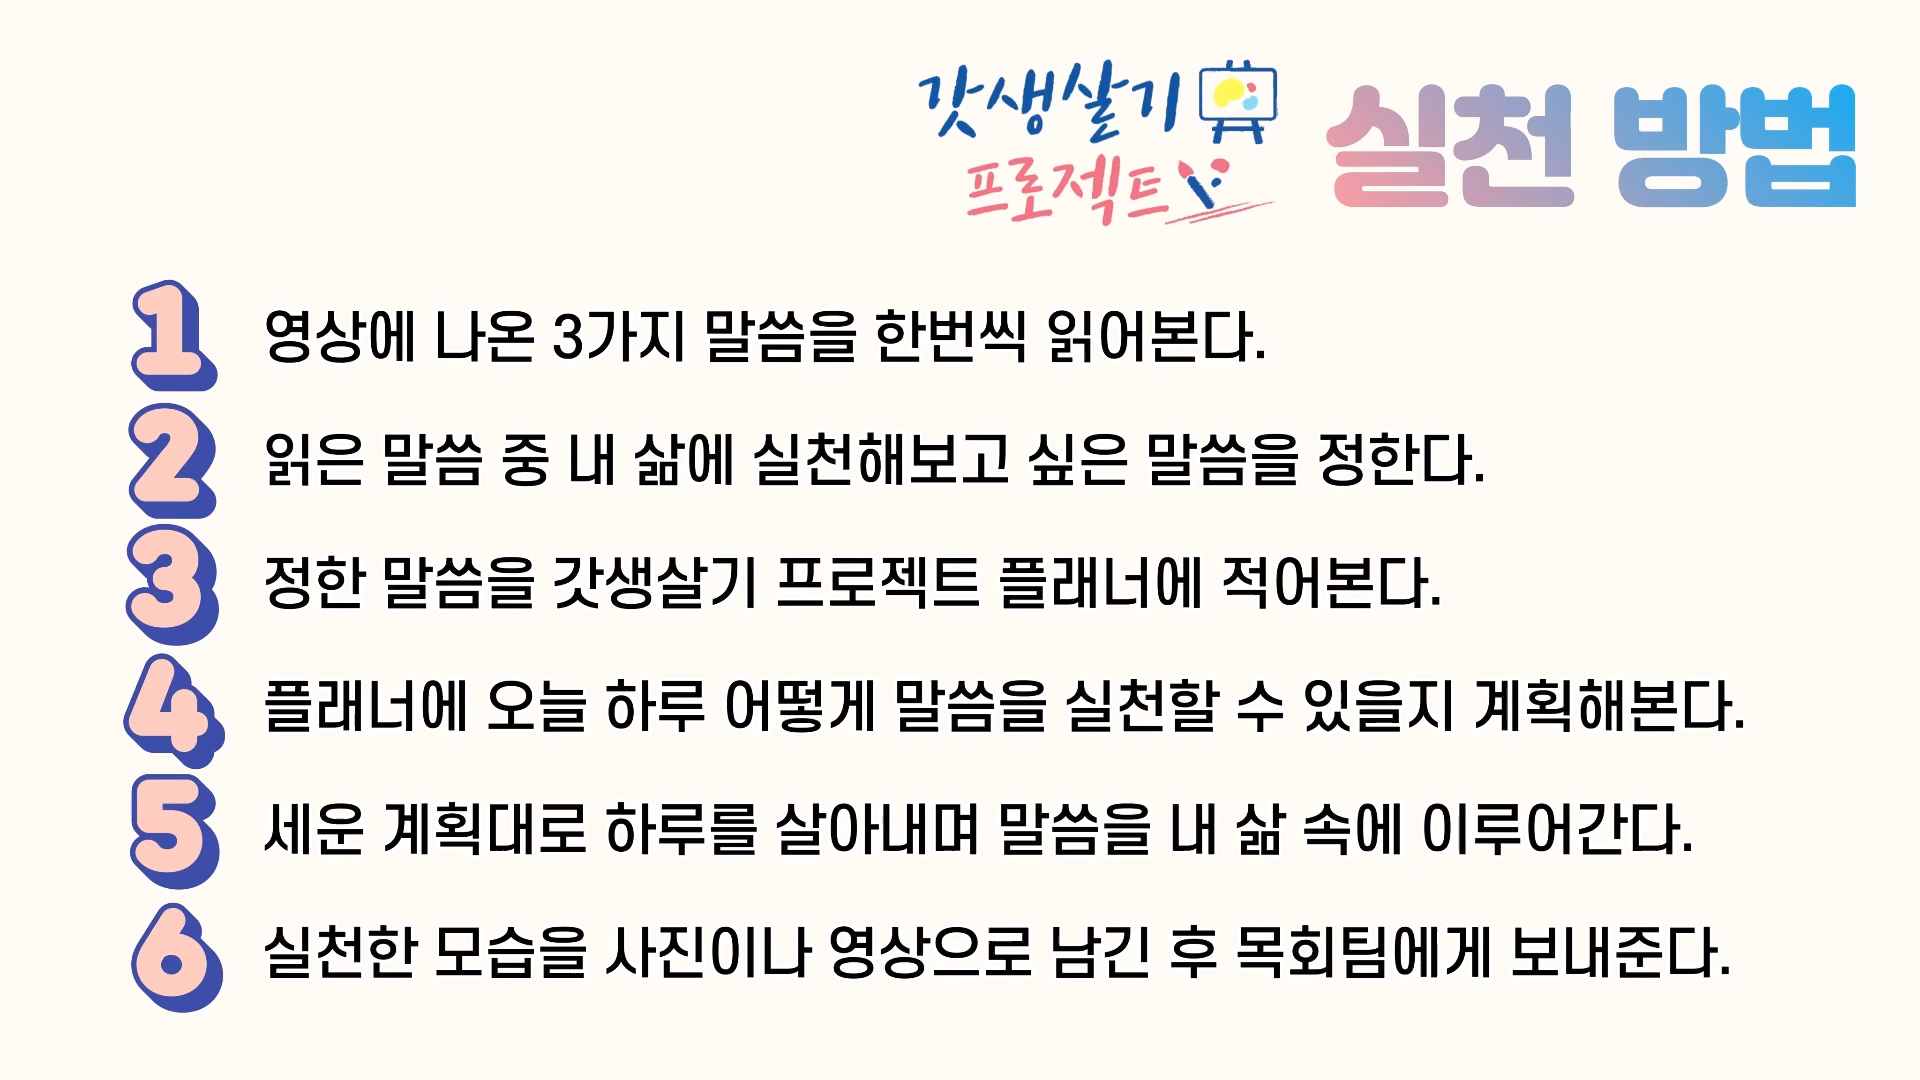 갓생살기
프로젝트
실천 방법
1 영상에 나온 3가지 말씀을 한번씩 읽어본다.
2 읽은 말씀 중 내 삶에 실천해보고 싶은 말씀을 정한다.
3 정한 말씀을 갓생살기 프로젝트 플래너에 적어본다.
4 플래너에 오늘 하루 어떻게 말씀을 실천할 수 있을지 계획해본다.
5 세운 계획대로 하루를 살아내며 말씀을 내 삶 속에 이루어간다.
6 실천한 모습을 사진이나 영상으로 남긴 후 목회팀에게 보내준다.